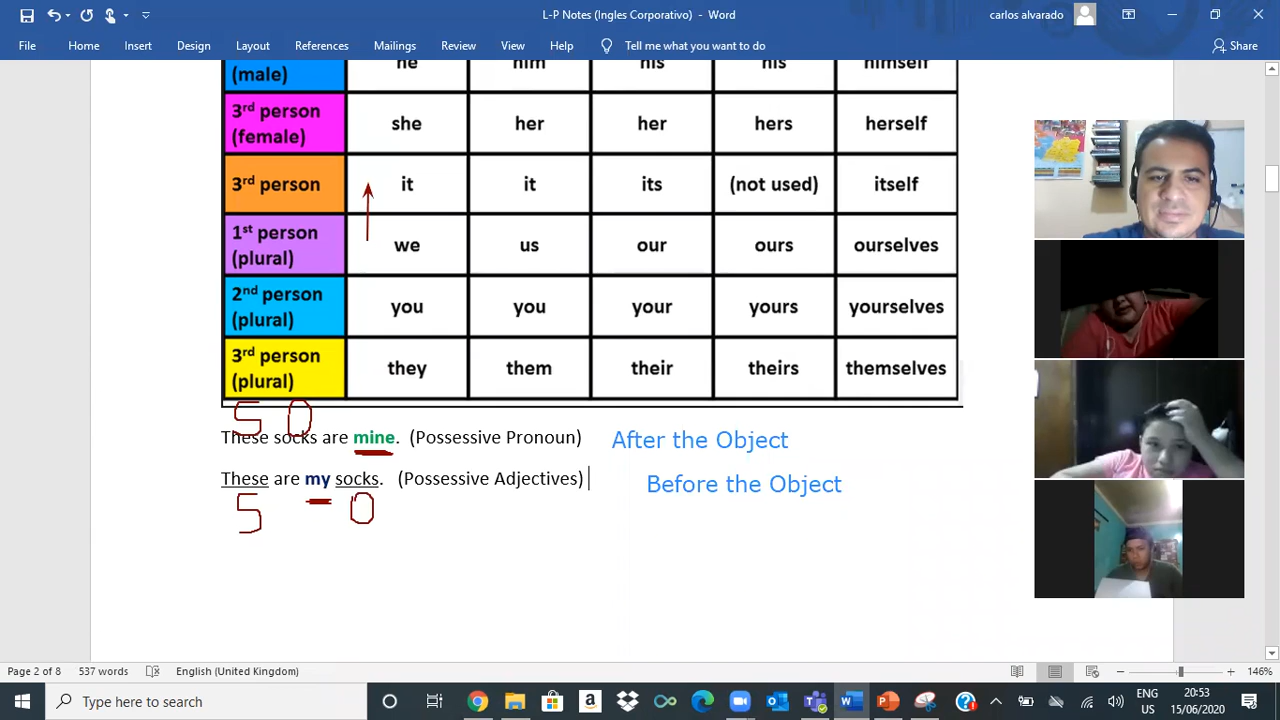 L-P Notes (Ingles Corporativo) - Word
carlos alvarado
File Home Insert Design Layout References Mailings Review View Help Tell me what you want to do Share
(male) he him his his himself
3rd person (female) she her her hers herself
3rd person it it its (not used) itself
1st person (plural) we us our ours ourselves
2nd person (plural) you you your yours yourselves
3rd person (plural) they them their theirs themselves
S O
These socks are mine. (Possessive Pronoun) After the Object
These are my socks. (Possessive Adjectives) Before the Object
S O
Page 2 of 8 537 words English (United Kingdom) 146%
Type here to search
ENG 20:53
US 15/06/2020